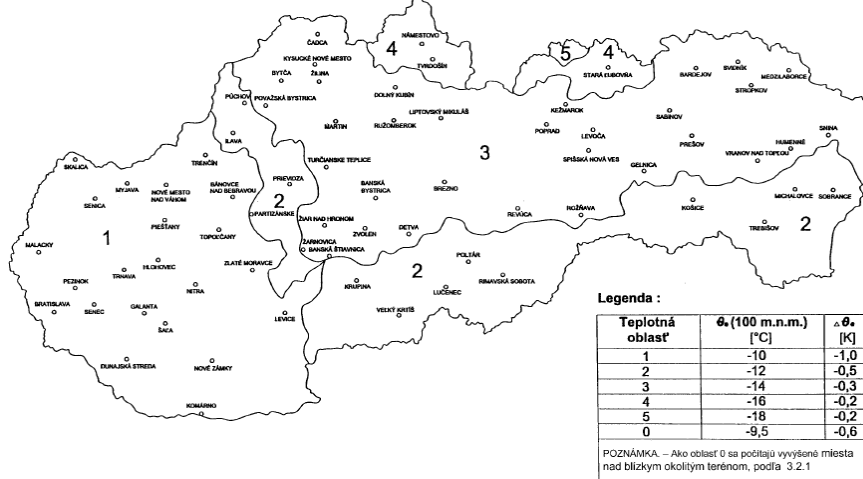 ČADCA
NÁMESTOVO
4
TVRDOŠÍN
5
4
STARÁ ĽUBOVŇA
KYSUCKÉ NOVÉ MESTO
BYTČA
ŽILINA
BARDEJOV
SVIDNÍK
MEDZILABORCE
STROPKOV
PÚCHOV
POVAŽSKÁ BYSTRICA
DOLNÝ KUBÍN
LIPTOVSKÝ MIKULÁŠ
KEŽMAROK
SABINOV
MARTIN
RUŽOMBEROK
POPRAD
LEVOČA
PREŠOV
HUMENNÉ
SNINA
ILAVA
3
SPIŠSKÁ NOVÁ VES
VRANOV NAD TOPĽOU
SKALICA
TRENČÍN
TURČIANSKE TEPLICE
GELNICA
MYJAVA
NOVÉ MESTO
NAD VÁHOM
BÁNOVCE
NAD BEBRAVOU
PRIEVIDZA
BANSKÁ
BYSTRICA
BREZNO
MICHALOVCE
SOBRANCE
SENICA
2
PARTIZÁNSKE
KOŠICE
PIEŠŤANY
ŽIAR NAD HRONOM
REVÚCA
ROŽŇAVA
TREBIŠOV
2
1
TOPOĽČANY
ZVOLEN
DETVA
MALACKY
ŽARNOVICA
BANSKÁ ŠTIAVNICA
HLOHOVEC
ZLATÉ MORAVCE
2
POLTÁR
PEZINOK
TRNAVA
KRUPINA
RIMAVSKÁ SOBOTA
NITRA
LUČENEC
BRATISLAVA
SENEC
GALANTA
LEVICE
VEĽKÝ KRTÍŠ
ŠAĽA
DUNAJSKÁ STREDA
NOVÉ ZÁMKY
KOMÁRNO
Legenda :
Teplotná oblasť θₑ (100 m.n.m.) [°C] △θₑ [K]
1 -10 -1,0
2 -12 -0,5
3 -14 -0,3
4 -16 -0,2
5 -18 -0,2
0 -9,5 -0,6
POZNÁMKA. – Ako oblasť 0 sa počítajú vyvýšené miesta
nad blízkym okolitým terénom, podľa 3.2.1